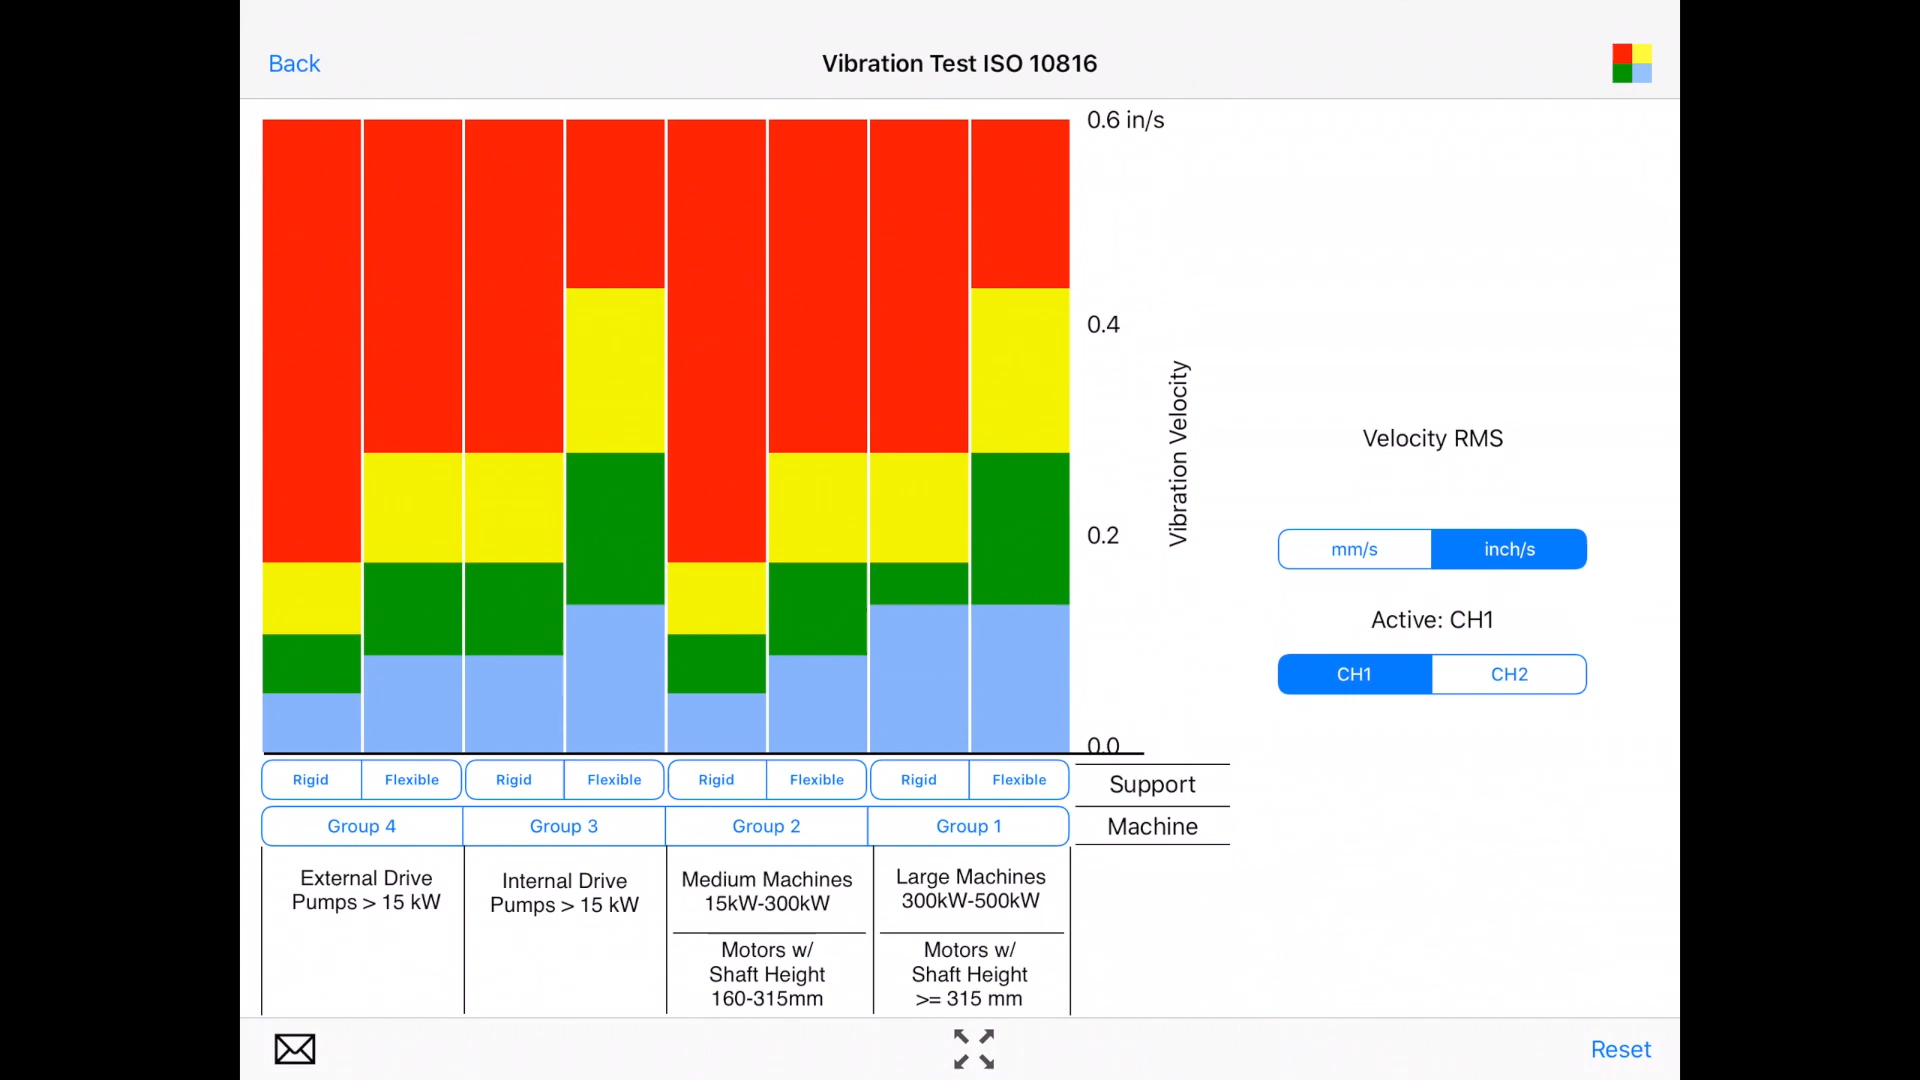 Back
Vibration Test ISO 10816
0.6 in/s
0.4
0.2
0.0
Vibration Velocity
Velocity RMS
mm/s
inch/s
Active: CH1
CH1
CH2
Rigid
Flexible
Rigid
Flexible
Rigid
Flexible
Rigid
Flexible
Support
Group 4
Group 3
Group 2
Group 1
Machine
External Drive
Pumps > 15 kW
Internal Drive
Pumps > 15 kW
Medium Machines
15kW-300kW
Motors w/
Shaft Height
160-315mm
Large Machines
300kW-500kW
Motors w/
Shaft Height
>= 315 mm
Reset